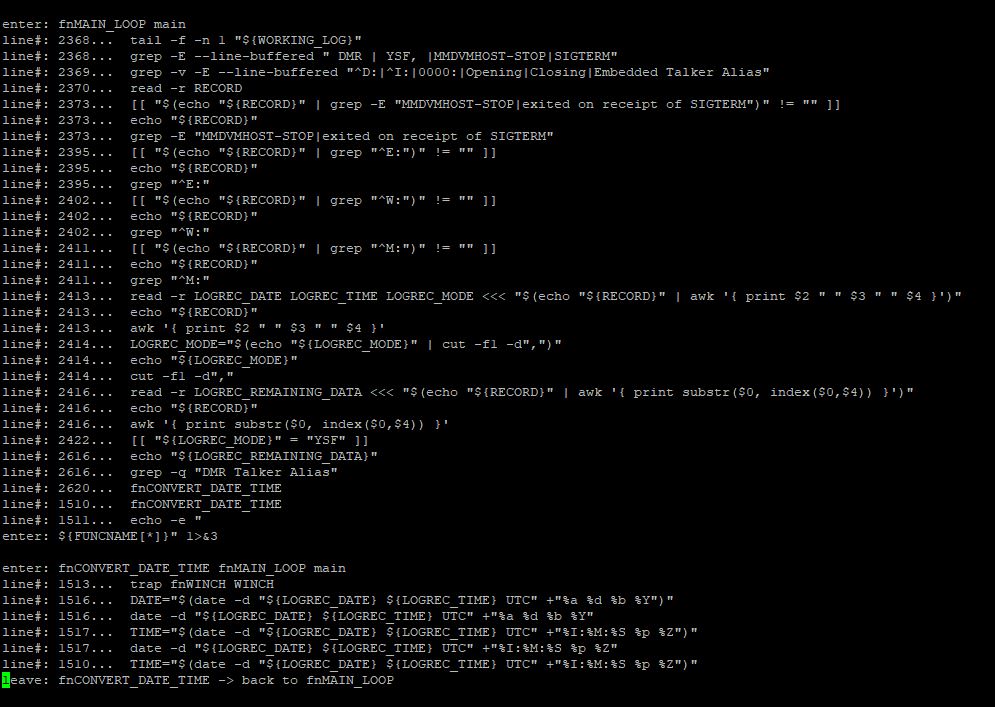 enter: fnMAIN_LOOP main
line#: 2368...  tail -f -n 1 "${WORKING_LOG}"
line#: 2368...  grep -E --line-buffered " DMR | YSF, |MMDVMHOST-STOP|SIGTERM"
line#: 2369...  grep -v -E --line-buffered "^D:|^I:|0000:|Opening|Closing|Embedded Talker Alias"
line#: 2370...  read -r RECORD
line#: 2373...  [[ "$(echo "${RECORD}" | grep -E "MMDVMHOST-STOP|exited on receipt of SIGTERM")" != "" ]]
line#: 2373...  echo "${RECORD}"
line#: 2373...  grep -E "MMDVMHOST-STOP|exited on receipt of SIGTERM"
line#: 2395...  [[ "$(echo "${RECORD}" | grep "^E:")" != "" ]]
line#: 2395...  echo "${RECORD}"
line#: 2395...  grep "^E:"
line#: 2402...  [[ "$(echo "${RECORD}" | grep "^W:")" != "" ]]
line#: 2402...  echo "${RECORD}"
line#: 2402...  grep "^W:"
line#: 2411...  [[ "$(echo "${RECORD}" | grep "^M:")" != "" ]]
line#: 2411...  echo "${RECORD}"
line#: 2411...  grep "^M:"
line#: 2413...  read -r LOGREC_DATE LOGREC_TIME LOGREC_MODE <<< "$(echo "${RECORD}" | awk '{ print $2 " " $3 " " $4 }')"
line#: 2413...  echo "${RECORD}"
line#: 2413...  awk '{ print $2 " " $3 " " $4 }'
line#: 2414...  LOGREC_MODE="$(echo "${LOGREC_MODE}" | cut -f1 -d",")"
line#: 2414...  echo "${LOGREC_MODE}"
line#: 2414...  cut -f1 -d","
line#: 2416...  read -r LOGREC_REMAINING_DATA <<< "$(echo "${RECORD}" | awk '{ print substr($0, index($0,$4)) }')"
line#: 2416...  echo "${RECORD}"
line#: 2416...  awk '{ print substr($0, index($0,$4)) }'
line#: 2422...  [[ "${LOGREC_MODE}" = "YSF" ]]
line#: 2616...  echo "${LOGREC_REMAINING_DATA}"
line#: 2616...  grep -q "DMR Talker Alias"
line#: 2620...  fnCONVERT_DATE_TIME
line#: 1510...  fnCONVERT_DATE_TIME
line#: 1511...  echo -e "
enter: ${FUNCNAME[*]}" 1>&3
enter: fnCONVERT_DATE_TIME fnMAIN_LOOP main
line#: 1513...  trap fnWINCH WINCH
line#: 1516...  DATE="$(date -d "${LOGREC_DATE} ${LOGREC_TIME} UTC" +"%a %d %b %Y")"
line#: 1516...  date -d "${LOGREC_DATE} ${LOGREC_TIME} UTC" +"%a %d %b %Y"
line#: 1517...  TIME="$(date -d "${LOGREC_DATE} ${LOGREC_TIME} UTC" +"%I:%M:%S %p %Z")"
line#: 1517...  date -d "${LOGREC_DATE} ${LOGREC_TIME} UTC" +"%I:%M:%S %p %Z"
line#: 1510...  TIME="$(date -d "${LOGREC_DATE} ${LOGREC_TIME} UTC" +"%I:%M:%S %p %Z")"
leave: fnCONVERT_DATE_TIME -> back to fnMAIN_LOOP